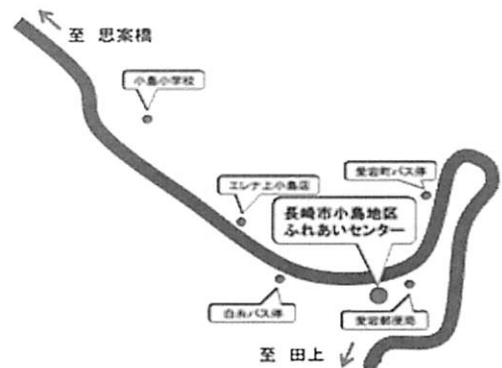 至 思案橋
小島小学校
愛宕町バス停
エレナ上小島店
長崎市小島地区
ふれあいセンター
白糸バス停
愛宕郵便局
至 田上